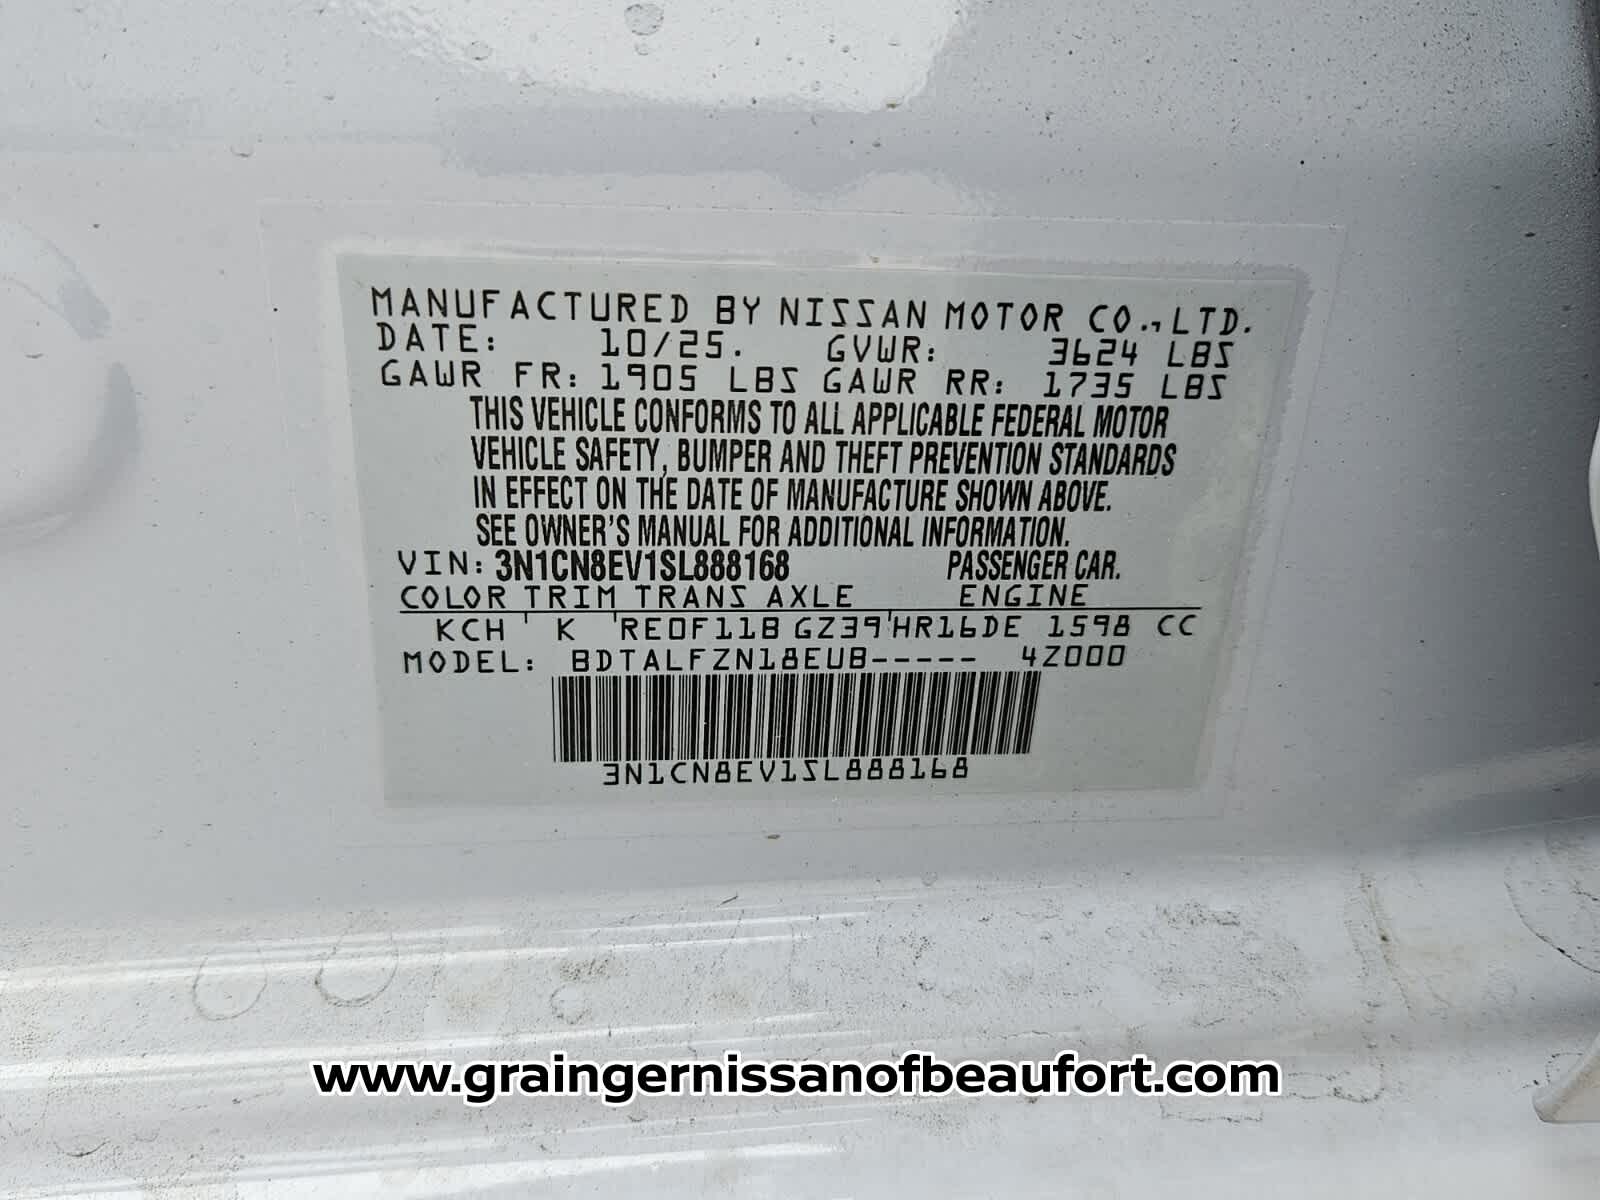 MANUFACTURED BY NISSAN MOTOR CO., LTD.
DATE: 10/25. GVWR: 3624 LBS
GAWR FR: 1905 LBS GAWR RR: 1735 LBS
THIS VEHICLE CONFORMS TO ALL APPLICABLE FEDERAL MOTOR
VEHICLE SAFETY, BUMPER AND THEFT PREVENTION STANDARDS
IN EFFECT ON THE DATE OF MANUFACTURE SHOWN ABOVE.
SEE OWNER'S MANUAL FOR ADDITIONAL INFORMATION.
VIN: 3N1CN8EV1SL888168 PASSENGER CAR.
COLOR TRIM TRANS AXLE ENGINE
KCH ' K 'RE0F11B GZ39'HR16DE 1598 CC
MODEL: BDTALFZN18EUB----- 4Z000
3N1CN8EV1SL888168
www.graingernissanofbeaufort.com